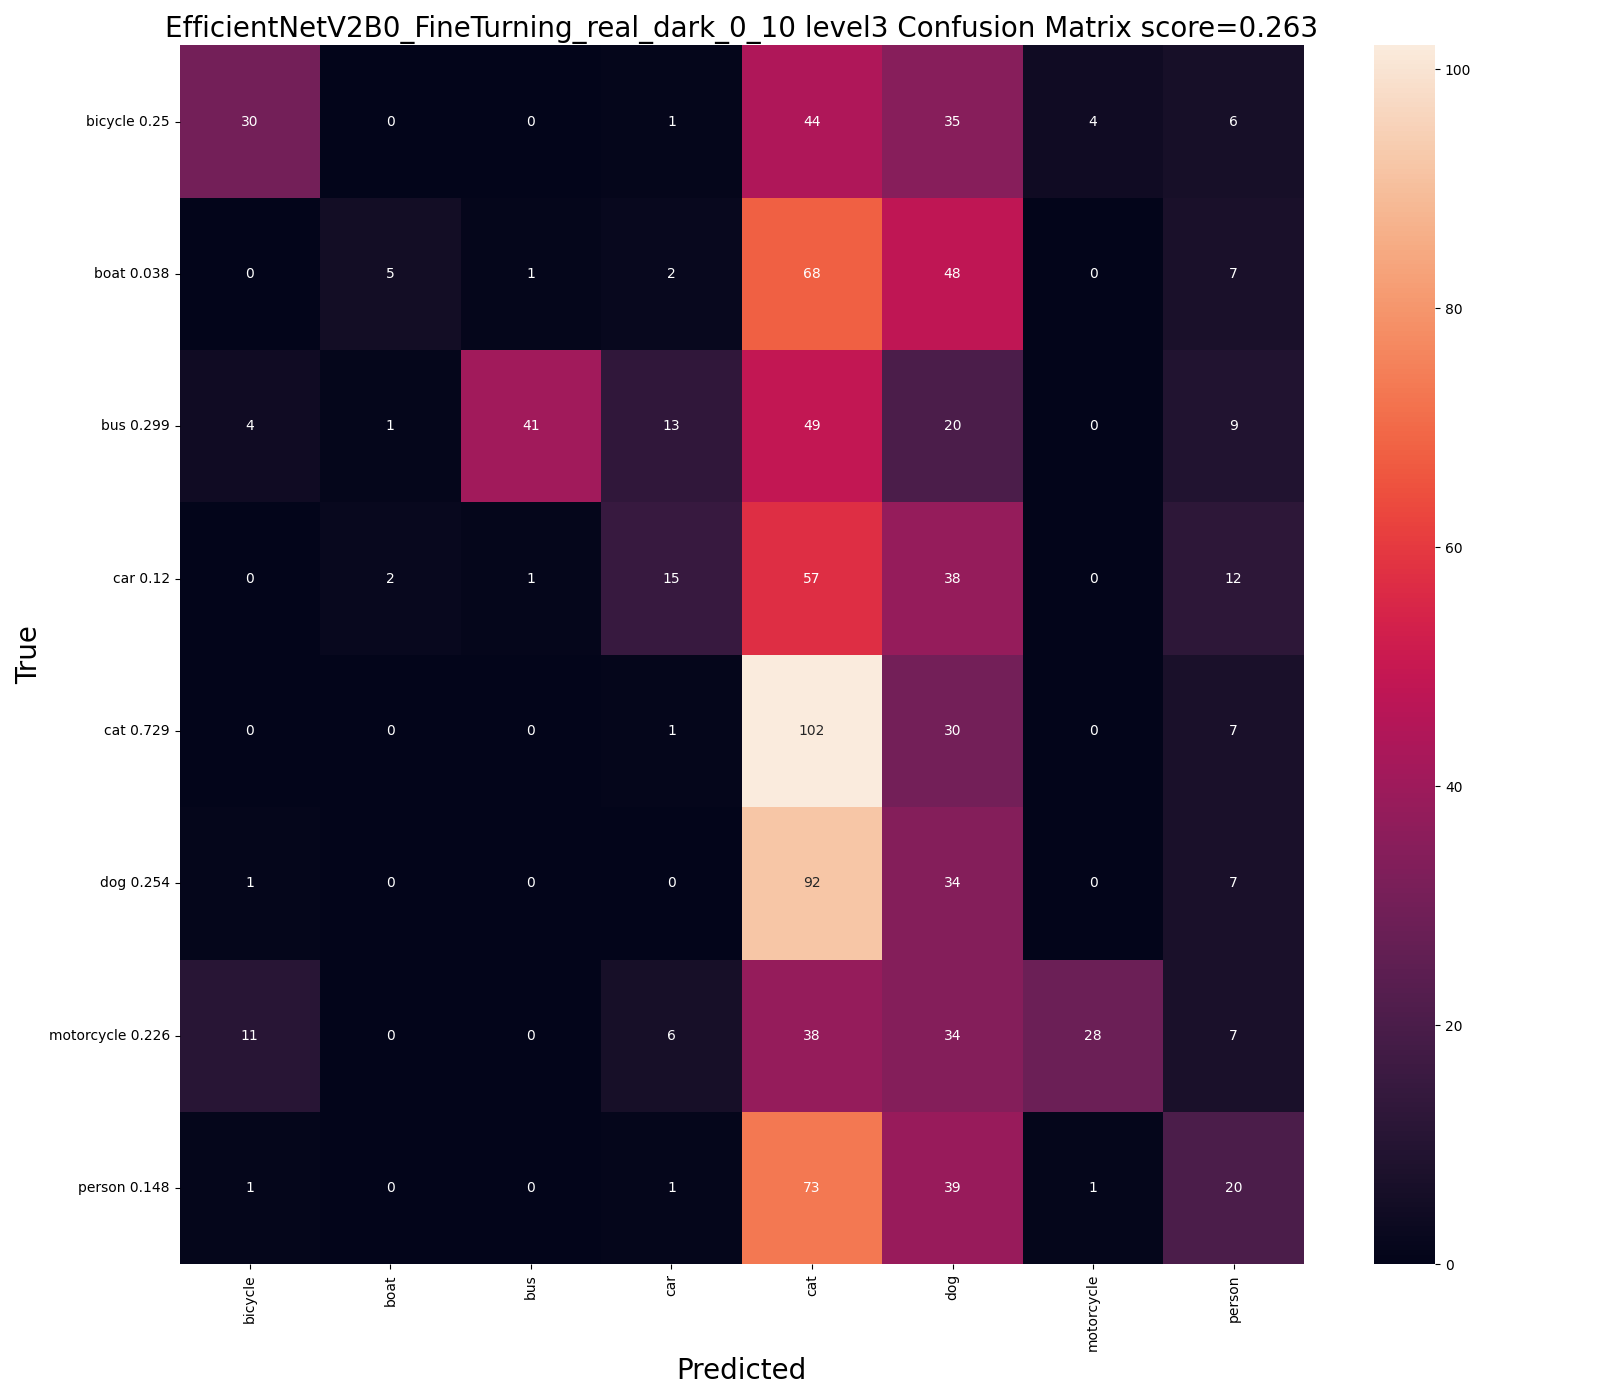 EfficientNetV2B0_FineTurning_real_dark_0_10 level3 Confusion Matrix score=0.263
bicycle 0.25 30 0 0 1 44 35 4 6
boat 0.038 0 5 1 2 68 48 0 7
bus 0.299 4 1 41 13 49 20 0 9
car 0.12 0 2 1 15 57 38 0 12
cat 0.729 0 0 0 1 102 30 0 7
dog 0.254 1 0 0 0 92 34 0 7
motorcycle 0.226 11 0 0 6 38 34 28 7
person 0.148 1 0 0 1 73 39 1 20
True
bicycle boat bus car cat dog motorcycle person
Predicted
100
80
60
40
20
0